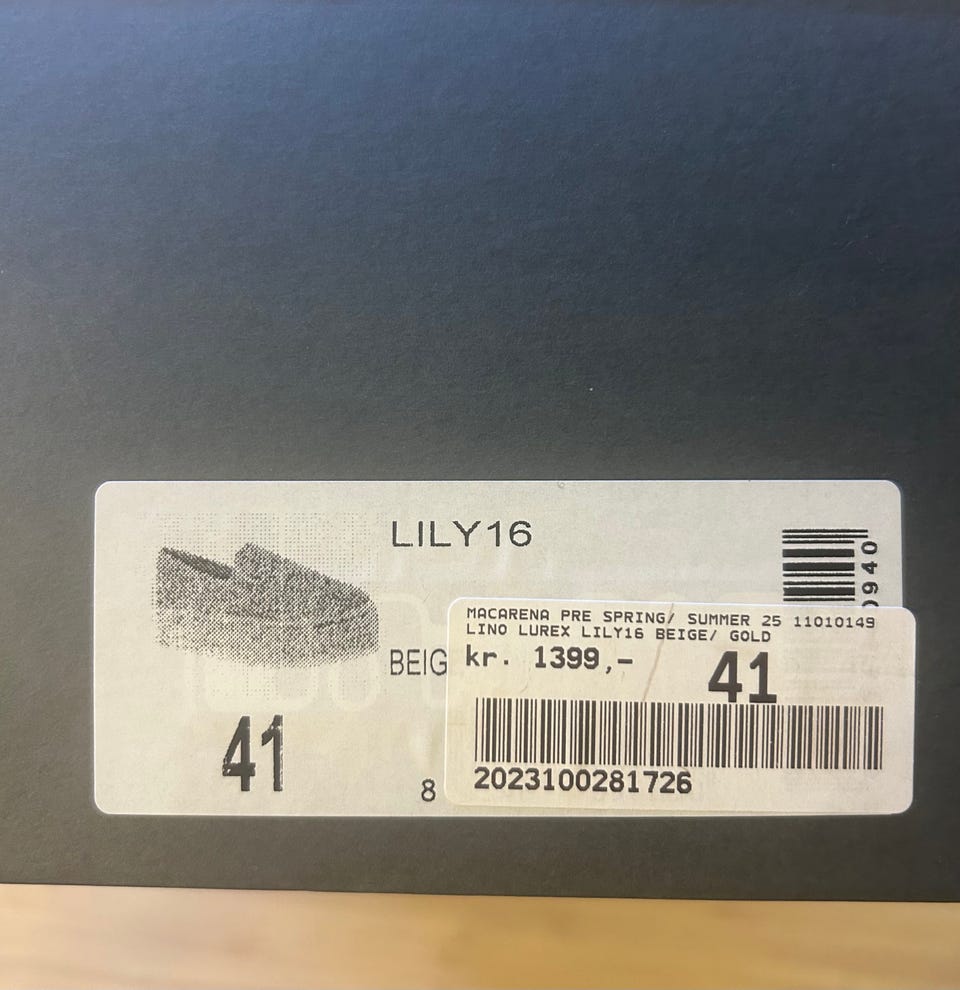 LILY16
0940
MACARENA PRE SPRING/ SUMMER 25 11010149
LINO LUREX LILY16 BEIGE/ GOLD
kr. 1399,-
41
BEIG
41
8
2023100281726